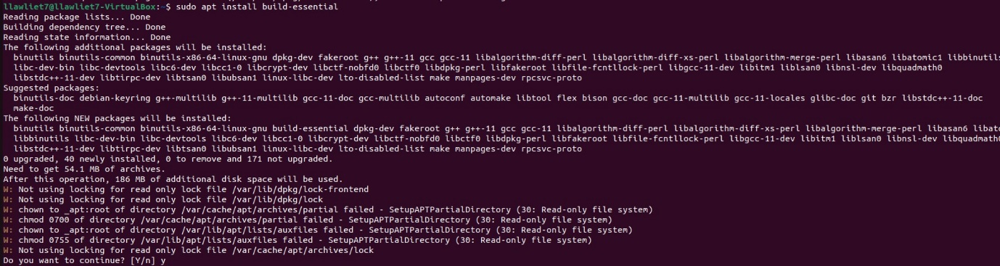 llawliet7@llawliet7-VirtualBox:~$ sudo apt install build-essential
Reading package lists... Done
Building dependency tree... Done
Reading state information... Done
The following additional packages will be installed:
  binutils binutils-common binutils-x86-64-linux-gnu dpkg-dev fakeroot g++ g++-11 gcc gcc-11 libalgorithm-diff-perl libalgorithm-diff-xs-perl libalgorithm-merge-perl libasan6 libatomic1 libbinutils
  libc-dev-bin libc-devtools libc6-dev libcc1-0 libcrypt-dev libctf-nobfd0 libctf0 libdpkg-perl libfakeroot libfile-fcntllock-perl libgcc-11-dev libitm1 liblsan0 libnsl-dev libquadmath0
  libstdc++-11-dev libtirpc-dev libtsan0 libubsan1 linux-libc-dev lto-disabled-list make manpages-dev rpcsvc-proto
Suggested packages:
  binutils-doc debian-keyring g++-multilib g++-11-multilib gcc-11-doc gcc-multilib autoconf automake libtool flex bison gcc-doc gcc-11-multilib gcc-11-locales glibc-doc git bzr libstdc++-11-doc
  make-doc
The following NEW packages will be installed:
  binutils binutils-common binutils-x86-64-linux-gnu build-essential dpkg-dev fakeroot g++ g++-11 gcc gcc-11 libalgorithm-diff-perl libalgorithm-diff-xs-perl libalgorithm-merge-perl libasan6 libato
  libbinutils libc-dev-bin libc-devtools libc6-dev libcc1-0 libcrypt-dev libctf-nobfd0 libctf0 libdpkg-perl libfakeroot libfile-fcntllock-perl libgcc-11-dev libitm1 liblsan0 libnsl-dev libquadmath0
  libstdc++-11-dev libtirpc-dev libtsan0 libubsan1 linux-libc-dev lto-disabled-list make manpages-dev rpcsvc-proto
0 upgraded, 40 newly installed, 0 to remove and 171 not upgraded.
Need to get 54.1 MB of archives.
After this operation, 186 MB of additional disk space will be used.
W: Not using locking for read only lock file /var/lib/dpkg/lock-frontend
W: Not using locking for read only lock file /var/lib/dpkg/lock
W: chown to _apt:root of directory /var/cache/apt/archives/partial failed - SetupAPTPartialDirectory (30: Read-only file system)
W: chmod 0700 of directory /var/cache/apt/archives/partial failed - SetupAPTPartialDirectory (30: Read-only file system)
W: chown to _apt:root of directory /var/lib/apt/lists/auxfiles failed - SetupAPTPartialDirectory (30: Read-only file system)
W: chmod 0755 of directory /var/lib/apt/lists/auxfiles failed - SetupAPTPartialDirectory (30: Read-only file system)
W: Not using locking for read only lock file /var/cache/apt/archives/lock
Do you want to continue? [Y/n] y